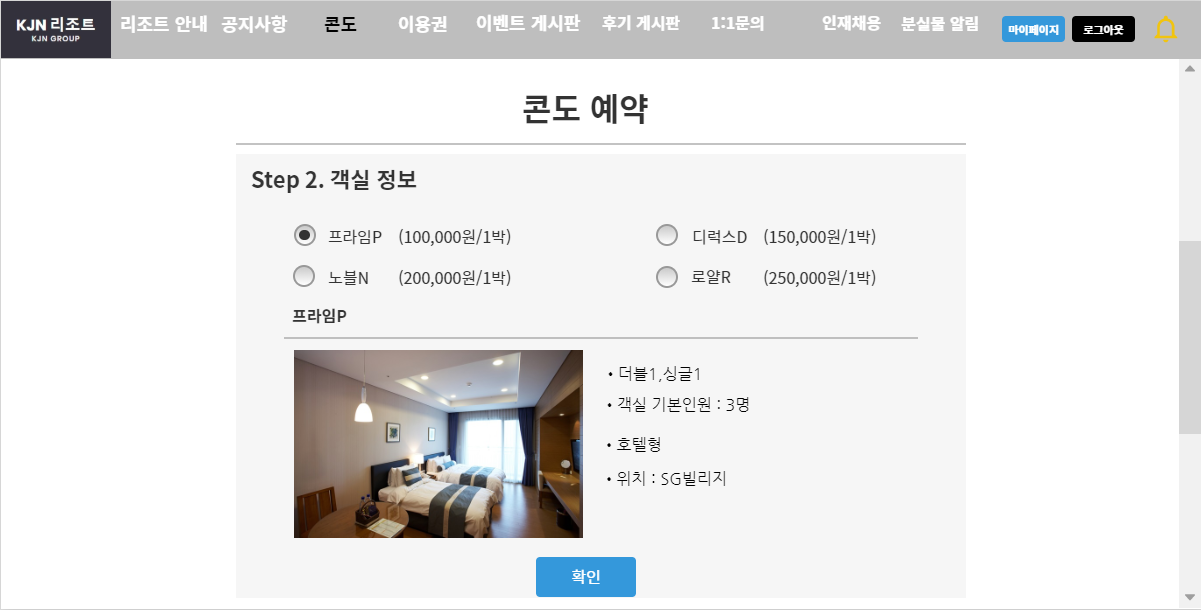 KJN 리조트
KJN GROUP
리조트 안내 공지사항 콘도 이용권 이벤트 게시판 후기 게시판 1:1문의 인재채용 분실물 알림 마이페이지 로그아웃
콘도 예약
Step 2. 객실 정보
프라임P (100,000원/1박) 디럭스D (150,000원/1박)
노블N (200,000원/1박) 로얄R (250,000원/1박)
프라임P
• 더블1,싱글1
• 객실 기본인원 : 3명
• 호텔형
• 위치 : SG빌리지
확인